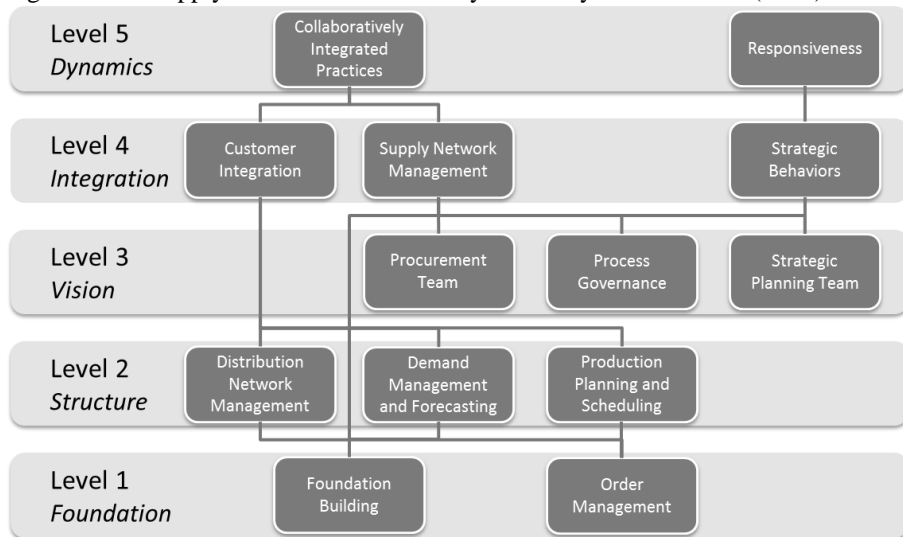 Level 5
Dynamics
Collaboratively
Integrated
Practices
Responsiveness
Level 4
Integration
Customer
Integration
Supply Network
Management
Strategic
Behaviors
Level 3
Vision
Procurement
Team
Process
Governance
Strategic
Planning Team
Level 2
Structure
Distribution
Network
Management
Demand
Management
and Forecasting
Production
Planning and
Scheduling
Level 1
Foundation
Foundation
Building
Order
Management